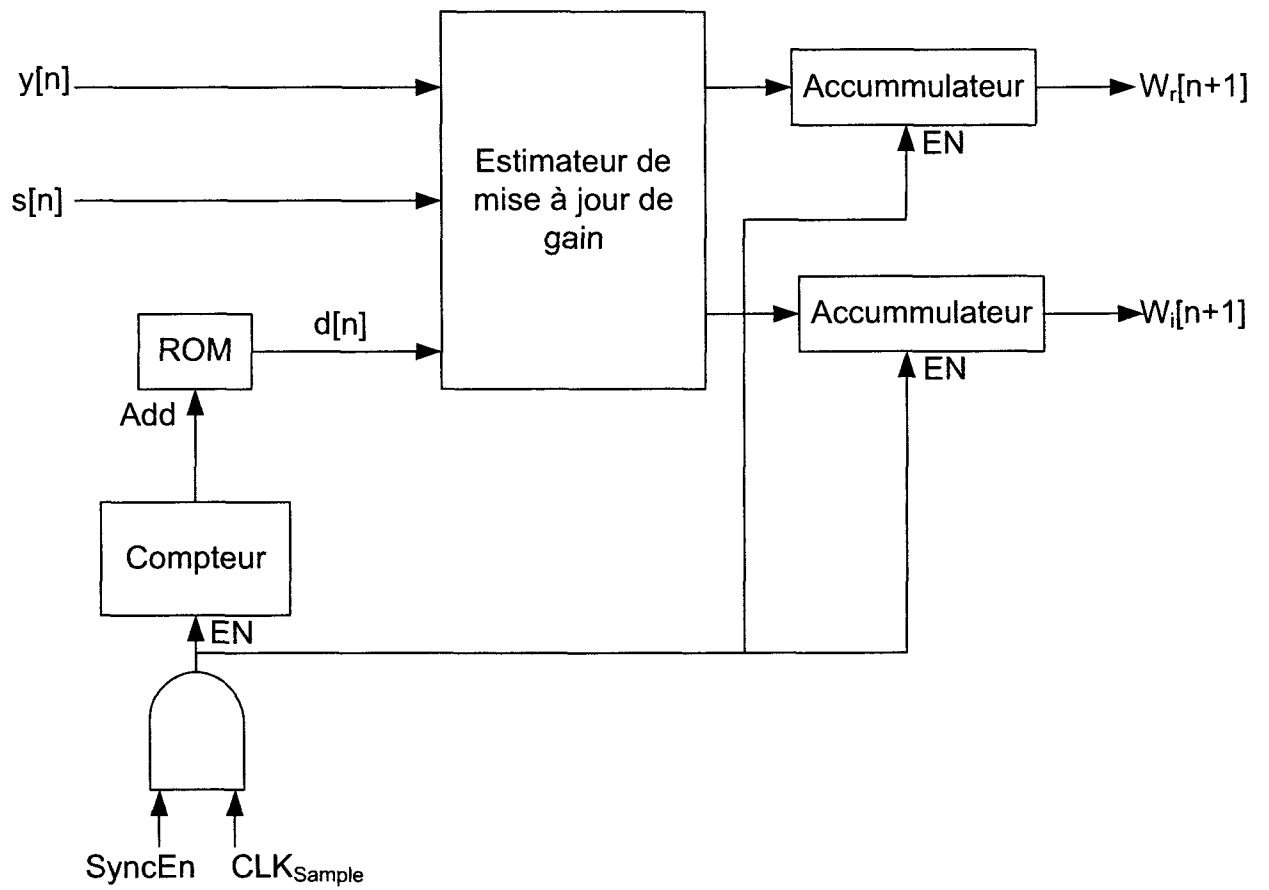 y[n]
Accummulateur
Wr[n+1]
EN
Estimateur de
mise à jour de
gain
s[n]
Accummulateur
Wi[n+1]
EN
d[n]
ROM
Add
Compteur
EN
SyncEn
CLKSample